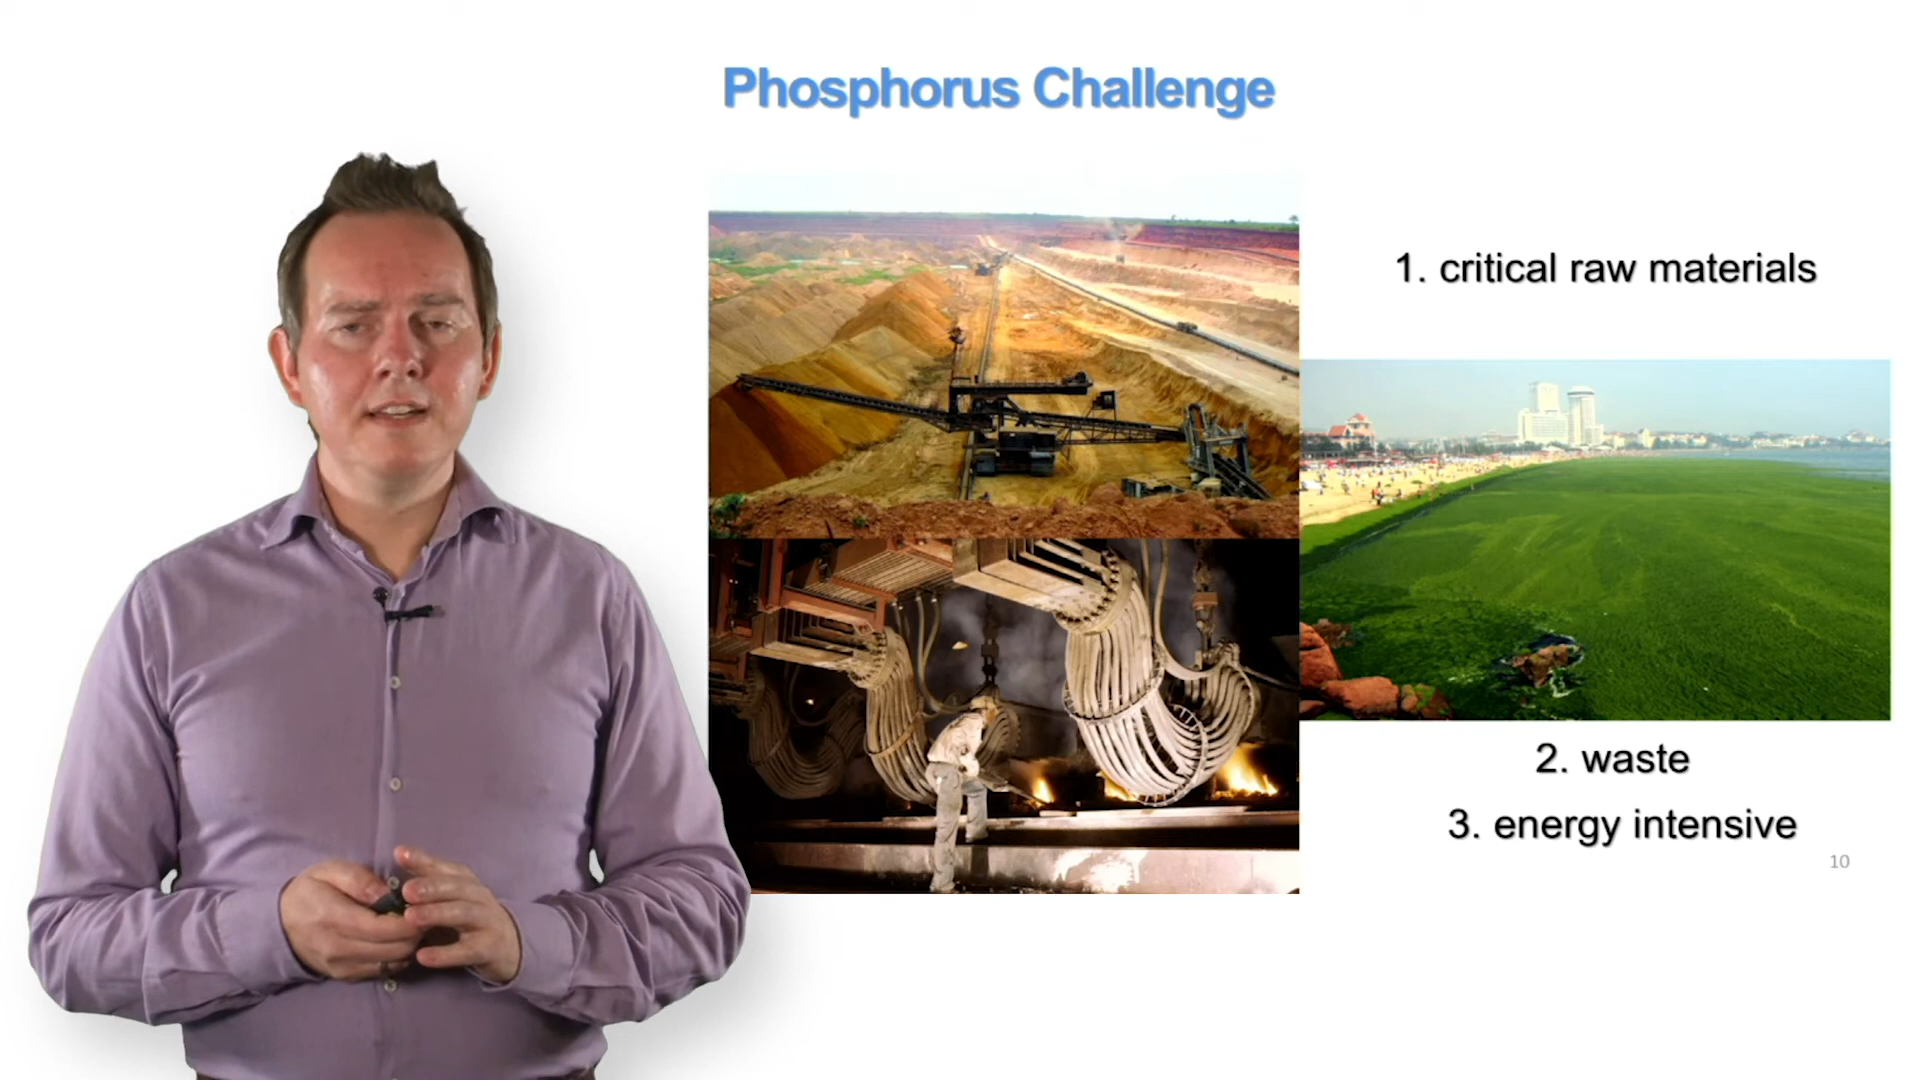 Phosphorus Challenge
1. critical raw materials
2. waste
3. energy intensive
10